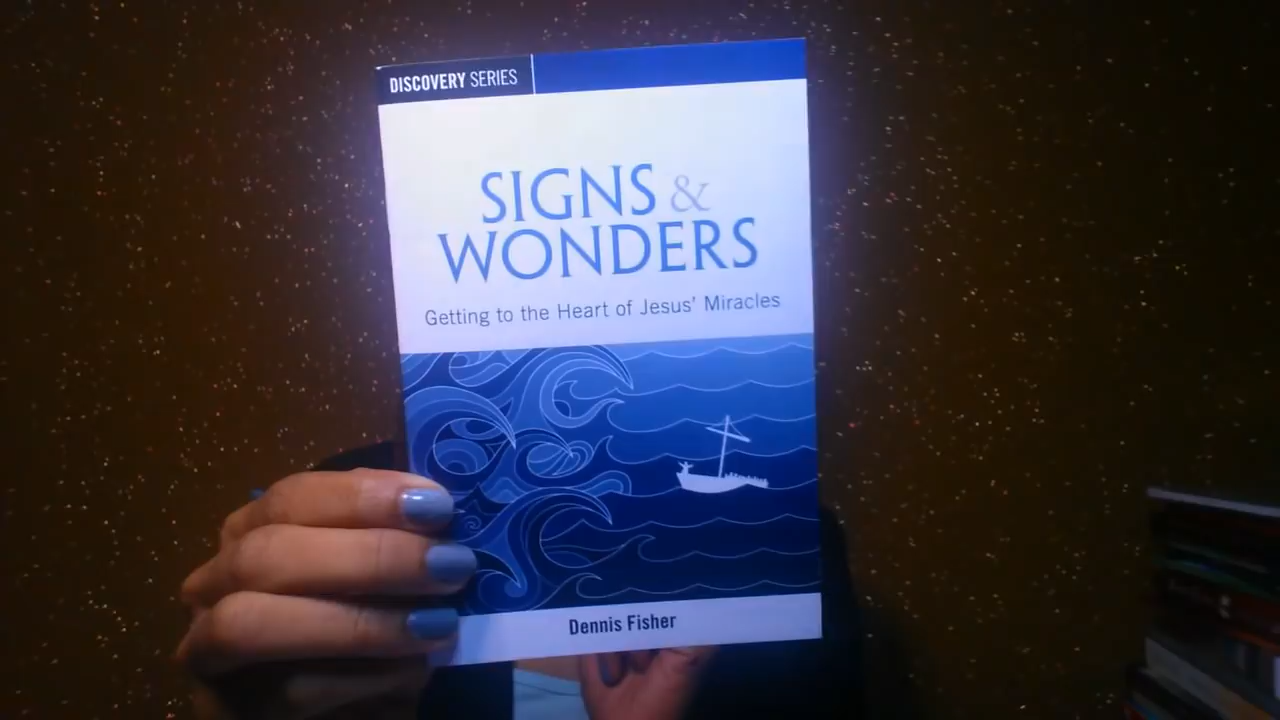 DISCOVERY SERIES
SIGNS &
WONDERS
Getting to the Heart of Jesus' Miracles
Dennis Fisher